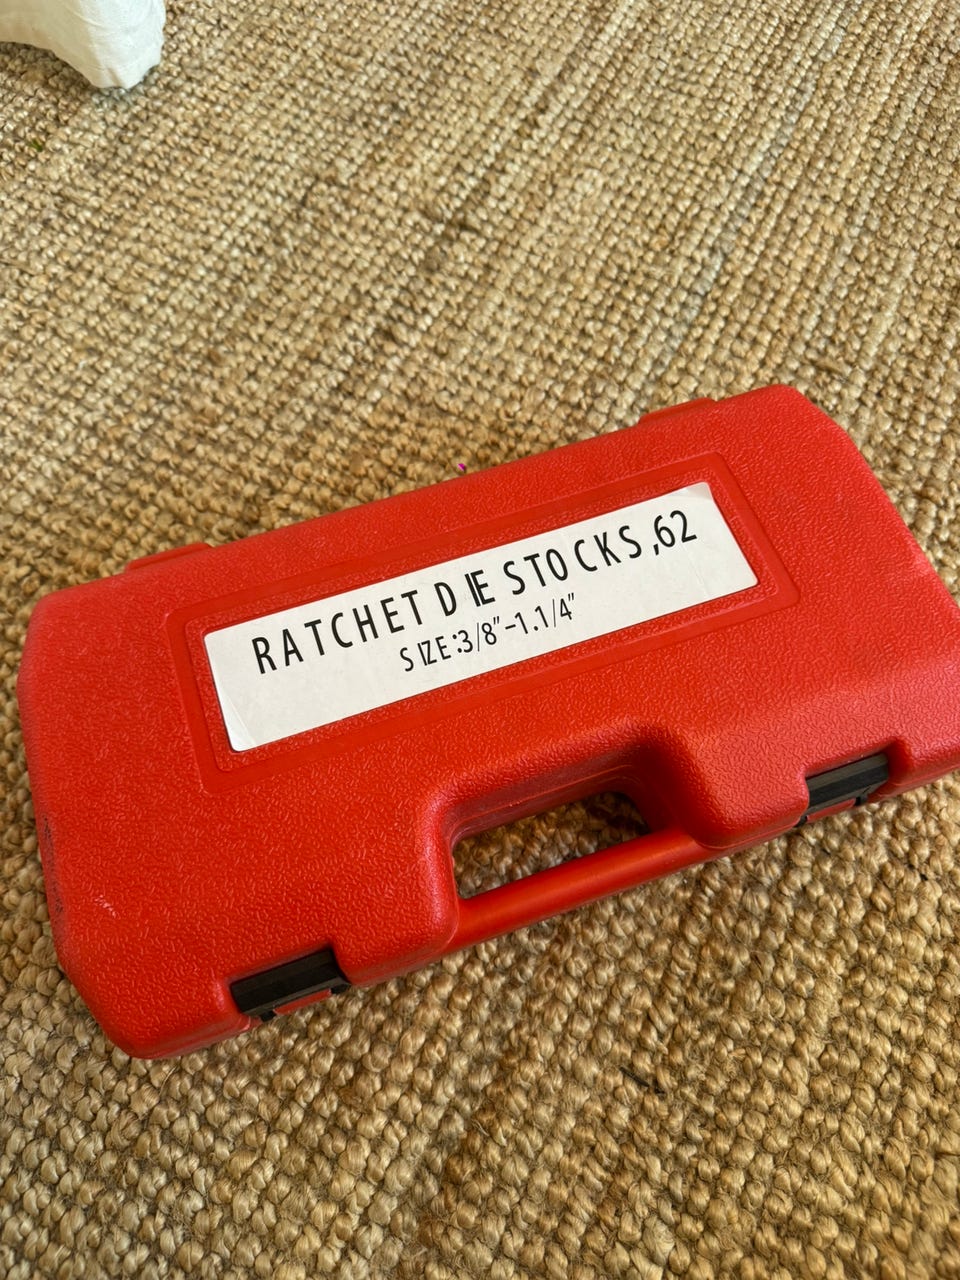 RATCHET DIE STOCKS,62
SIZE:3/8"-1.1/4"